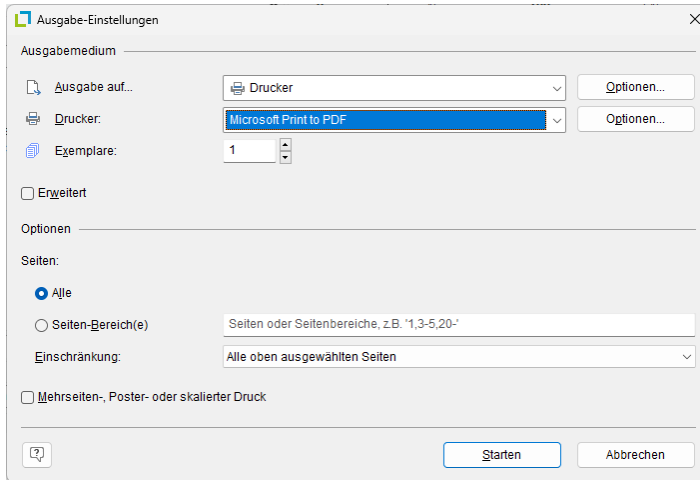 Ausgabe-Einstellungen
Ausgabemedium
Ausgabe auf... Drucker Optionen...
Drucker: Microsoft Print to PDF Optionen...
Exemplare: 1
Erweitert
Optionen
Seiten:
Alle
Seiten-Bereich(e) Seiten oder Seitenbereiche, z.B. '1,3-5,20-'
Einschränkung: Alle oben ausgewählten Seiten
Mehrseiten-, Poster- oder skalierter Druck
? Starten Abbrechen